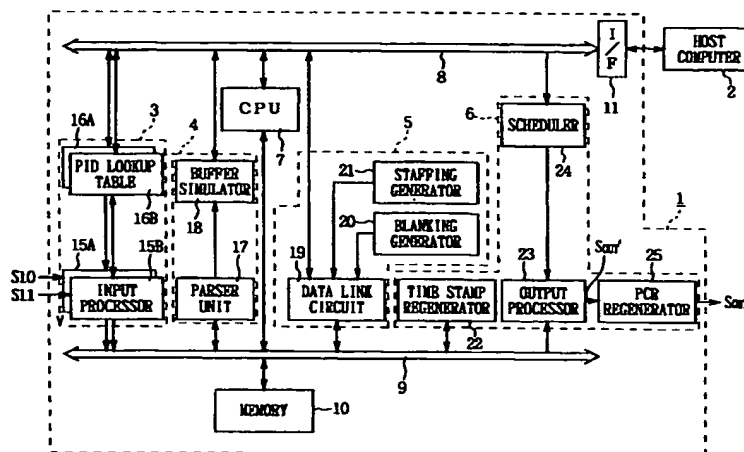 I/F
HOST COMPUTER
2
8
11
CPU
7
6
SCHEDULER
24
16A
3
4
5
PID LOOKUP TABLE
16B
BUFFER SIMULATOR
18
21
STAFFING GENERATOR
20
BLANKING GENERATOR
1
15A
15B
17
19
23
Sout'
25
S10
S11
INPUT PROCESSOR
PARSER UNIT
DATA LINK CIRCUIT
TIME STAMP REGENERATOR
22
OUTPUT PROCESSOR
PCR REGENERATOR
9
MEMORY
10